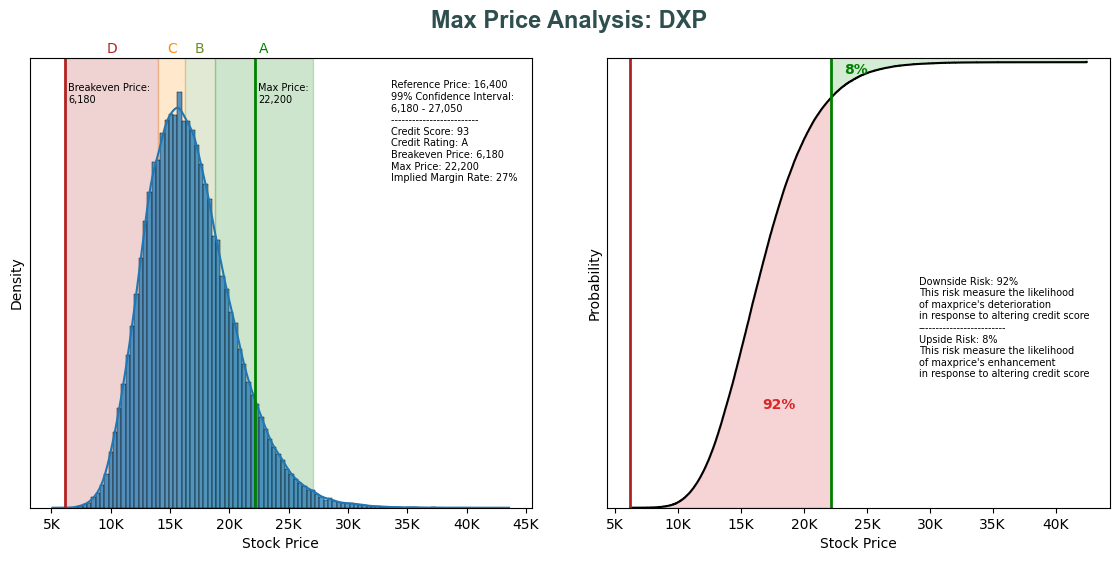 Max Price Analysis: DXP
D C B A
Breakeven Price:
6,180
Max Price:
22,200
Reference Price: 16,400
99% Confidence Interval:
6,180 - 27,050
-------------------------
Credit Score: 93
Credit Rating: A
Breakeven Price: 6,180
Max Price: 22,200
Implied Margin Rate: 27%
Density
5K 10K 15K 20K 25K 30K 35K 40K 45K
Stock Price
8%
92%
Downside Risk: 92%
This risk measure the likelihood
of maxprice's deterioration
in response to altering credit score
-------------------------
Upside Risk: 8%
This risk measure the likelihood
of maxprice's enhancement
in response to altering credit score
Probability
5K 10K 15K 20K 25K 30K 35K 40K
Stock Price